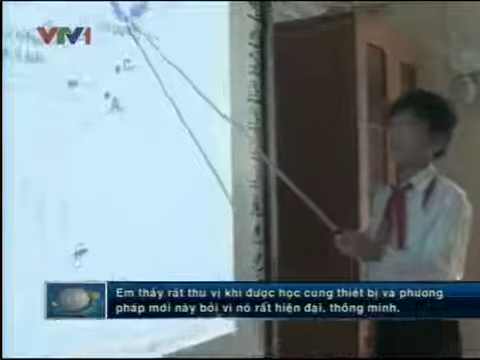 VTV1
C
A
Em thấy rất thú vị khi được học cùng thiết bị và phương
pháp mới này bởi vì nó rất hiện đại, thông minh.